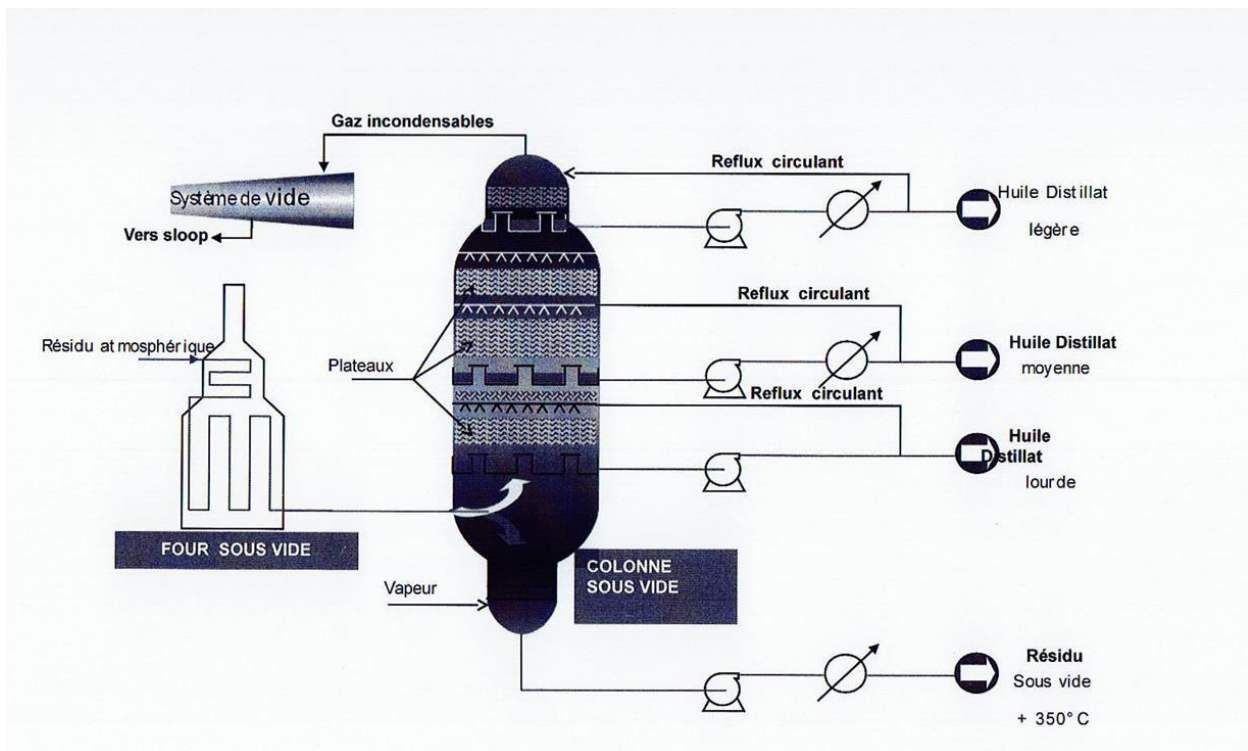 Gaz incondensables
Reflux circulant
Système de vide
Huile Distillat
légère
Vers sloop
Reflux circulant
Résidu atmosphérique
Huile Distillat
moyenne
Plateaux
Reflux circulant
Huile
Distillat
lourde
FOUR SOUS VIDE
COLONNE
SOUS VIDE
Vapeur
Résidu
Sous vide
+ 350°C